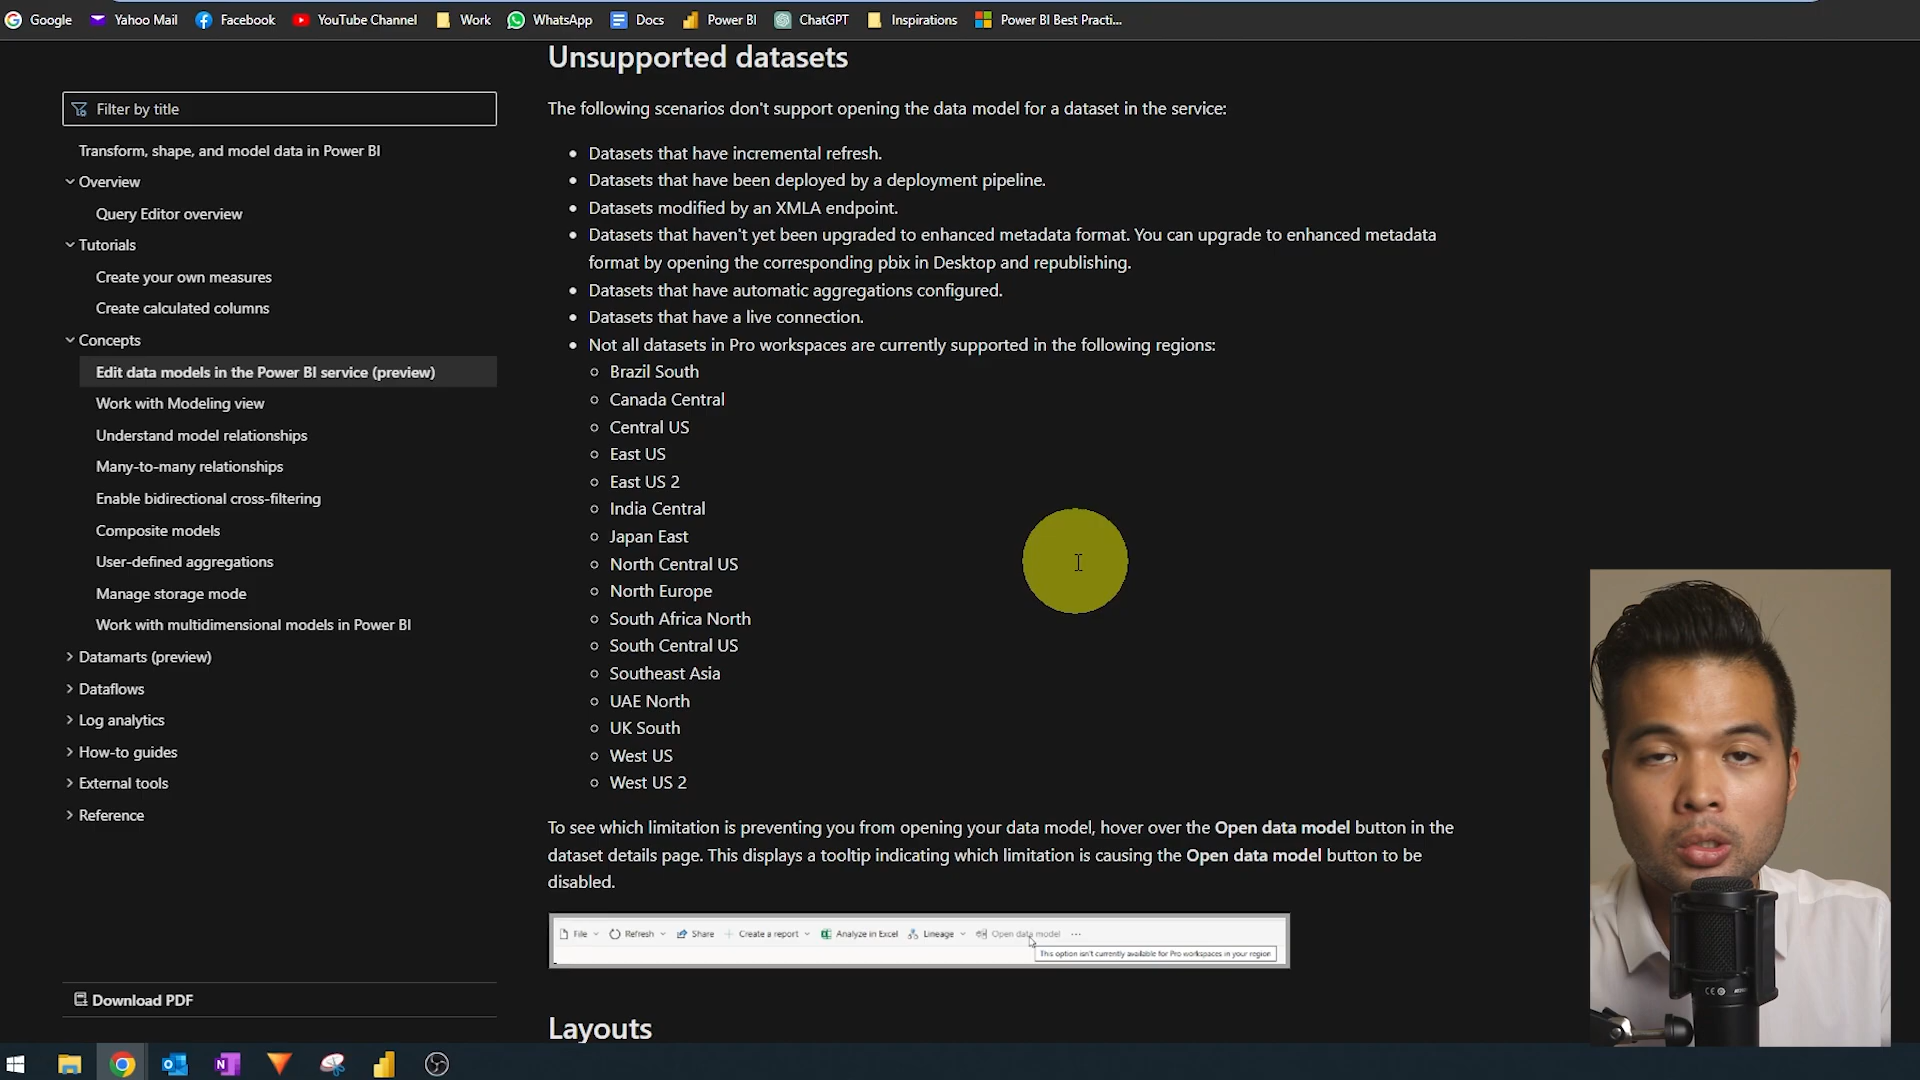 Google Yahoo Mail Facebook YouTube Channel Work WhatsApp Docs Power BI ChatGPT Inspirations Power BI Best Practi...
Filter by title
Transform, shape, and model data in Power BI
Overview
Query Editor overview
Tutorials
Create your own measures
Create calculated columns
Concepts
Edit data models in the Power BI service (preview)
Work with Modeling view
Understand model relationships
Many-to-many relationships
Enable bidirectional cross-filtering
Composite models
User-defined aggregations
Manage storage mode
Work with multidimensional models in Power BI
Datamarts (preview)
Dataflows
Log analytics
How-to guides
External tools
Reference
Download PDF
Unsupported datasets
The following scenarios don't support opening the data model for a dataset in the service:
• Datasets that have incremental refresh.
• Datasets that have been deployed by a deployment pipeline.
• Datasets modified by an XMLA endpoint.
• Datasets that haven't yet been upgraded to enhanced metadata format. You can upgrade to enhanced metadata
format by opening the corresponding pbix in Desktop and republishing.
• Datasets that have automatic aggregations configured.
• Datasets that have a live connection.
• Not all datasets in Pro workspaces are currently supported in the following regions:
Brazil South
Canada Central
Central US
East US
East US 2
India Central
Japan East
North Central US
North Europe
South Africa North
South Central US
Southeast Asia
UAE North
UK South
West US
West US 2
To see which limitation is preventing you from opening your data model, hover over the Open data model button in the
dataset details page. This displays a tooltip indicating which limitation is causing the Open data model button to be
disabled.
File Refresh Share Create a report Analyze in Excel Lineage Open data model ...
This option isn't currently available for Pro workspaces in your region
Layouts